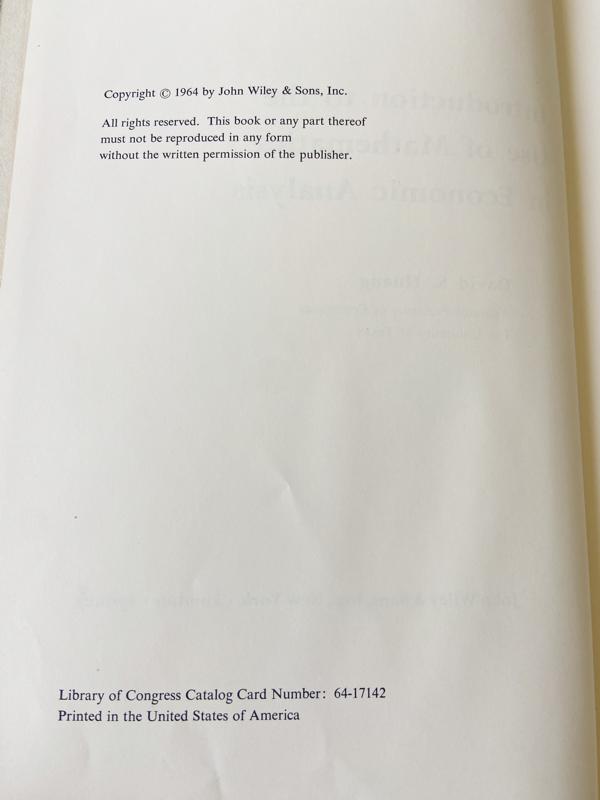 Copyright © 1964 by John Wiley & Sons, Inc.
All rights reserved. This book or any part thereof
must not be reproduced in any form
without the written permission of the publisher.
Library of Congress Catalog Card Number: 64-17142
Printed in the United States of America